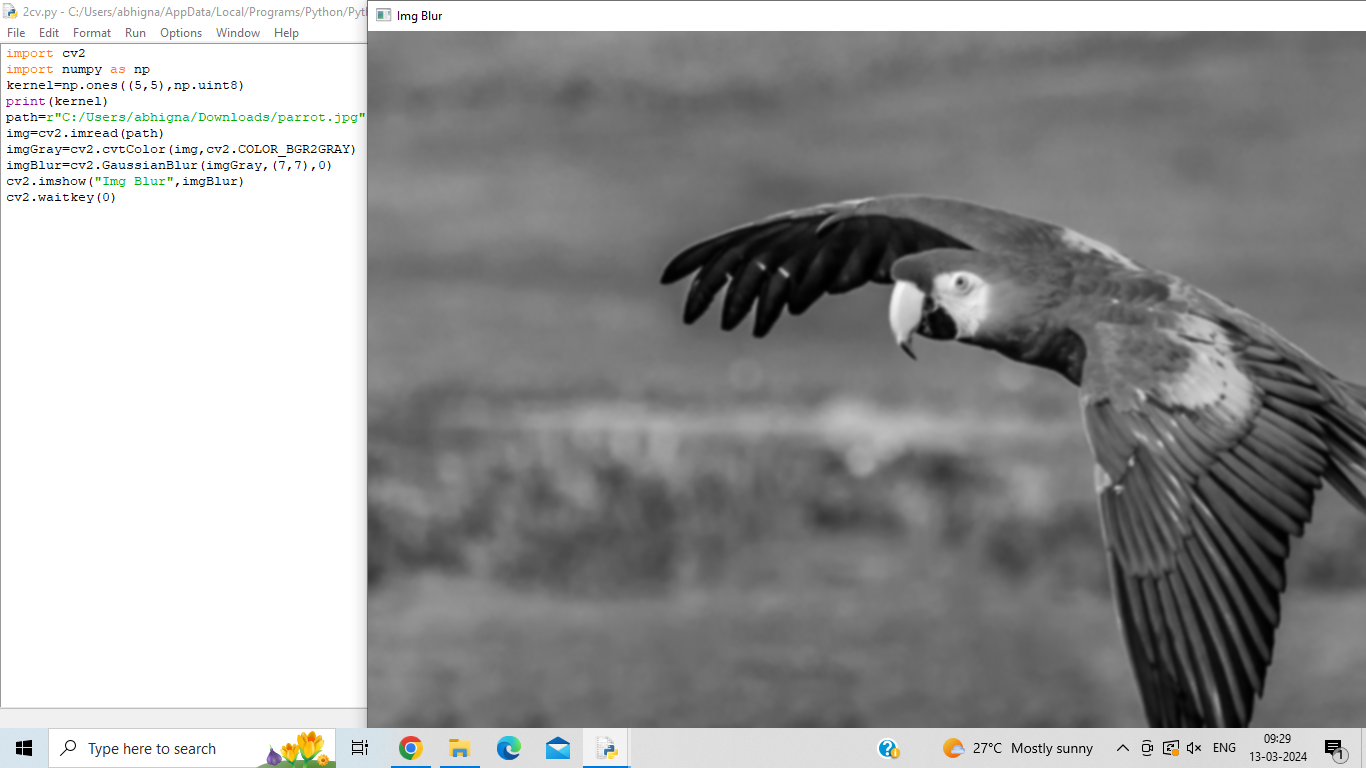 2cv.py - C:/Users/abhigna/AppData/Local/Programs/Python/Pyt
File Edit Format Run Options Window Help
import cv2
import numpy as np
kernel=np.ones((5,5),np.uint8)
print(kernel)
path=r"C:/Users/abhigna/Downloads/parrot.jpg"
img=cv2.imread(path)
imgGray=cv2.cvtColor(img,cv2.COLOR_BGR2GRAY)
imgBlur=cv2.GaussianBlur(imgGray,(7,7),0)
cv2.imshow("Img Blur",imgBlur)
cv2.waitkey(0)
Img Blur
Type here to search
27°C Mostly sunny
ENG
09:29
13-03-2024
1